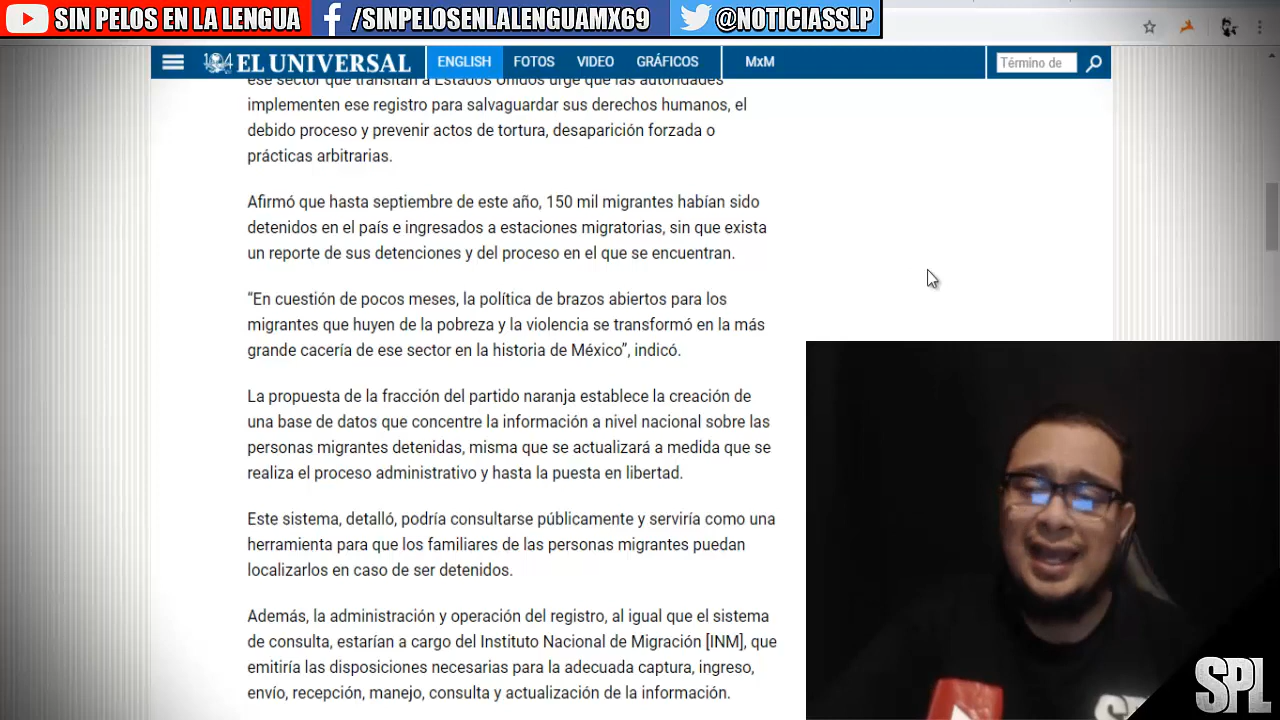 SIN PELOS EN LA LENGUA
/SINPELOSENLALENGUAMX69
@NOTICIASSLP
EL UNIVERSAL
ENGLISH
FOTOS
VIDEO
GRÁFICOS
MxM
Término de
ese sector que transitan a Estados Unidos urge que las autoridades
implementen ese registro para salvaguardar sus derechos humanos, el
debido proceso y prevenir actos de tortura, desaparición forzada o
prácticas arbitrarias.
Afirmó que hasta septiembre de este año, 150 mil migrantes habían sido
detenidos en el país e ingresados a estaciones migratorias, sin que exista
un reporte de sus detenciones y del proceso en el que se encuentran.
“En cuestión de pocos meses, la política de brazos abiertos para los
migrantes que huyen de la pobreza y la violencia se transformó en la más
grande cacería de ese sector en la historia de México”, indicó.
La propuesta de la fracción del partido naranja establece la creación de
una base de datos que concentre la información a nivel nacional sobre las
personas migrantes detenidas, misma que se actualizará a medida que se
realiza el proceso administrativo y hasta la puesta en libertad.
Este sistema, detalló, podría consultarse públicamente y serviría como una
herramienta para que los familiares de las personas migrantes puedan
localizarlos en caso de ser detenidos.
Además, la administración y operación del registro, al igual que el sistema
de consulta, estarían a cargo del Instituto Nacional de Migración [INM], que
emitiría las disposiciones necesarias para la adecuada captura, ingreso,
envío, recepción, manejo, consulta y actualización de la información.
SPL